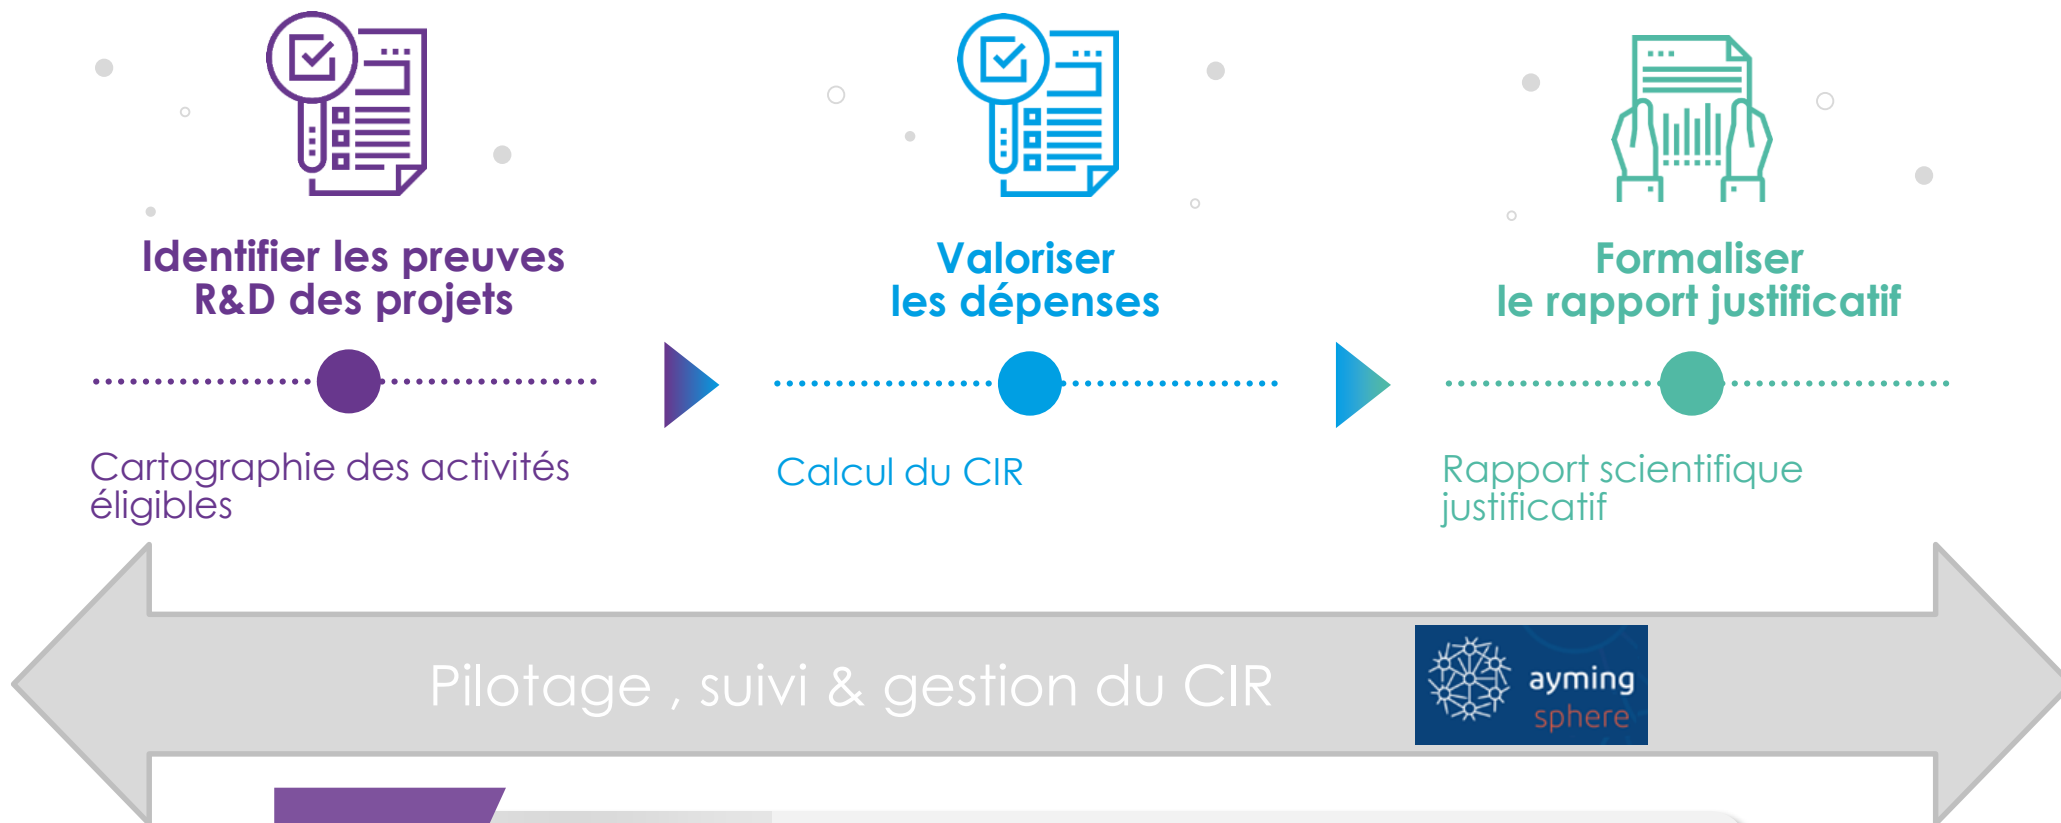 Identifier les preuves
R&D des projets
Valoriser
les dépenses
Formaliser
le rapport justificatif
Cartographie des activités
éligibles
Calcul du CIR
Rapport scientifique
justificatif
Pilotage , suivi & gestion du CIR
ayming
sphere